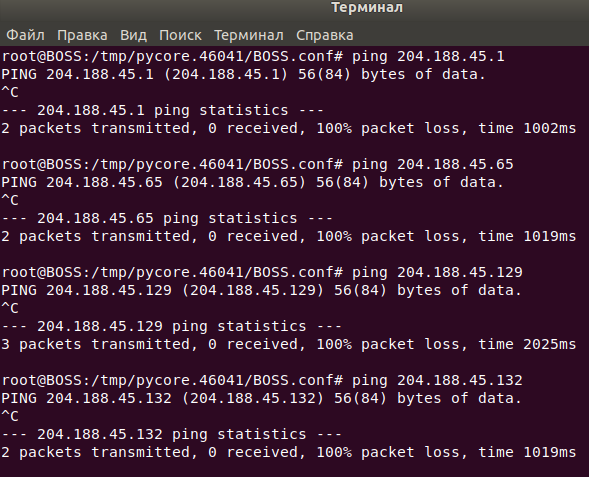 Терминал
Файл Правка Вид Поиск Терминал Справка
root@BOSS:/tmp/pycore.46041/BOSS.conf# ping 204.188.45.1
PING 204.188.45.1 (204.188.45.1) 56(84) bytes of data.
^C
--- 204.188.45.1 ping statistics ---
2 packets transmitted, 0 received, 100% packet loss, time 1002ms
root@BOSS:/tmp/pycore.46041/BOSS.conf# ping 204.188.45.65
PING 204.188.45.65 (204.188.45.65) 56(84) bytes of data.
^C
--- 204.188.45.65 ping statistics ---
2 packets transmitted, 0 received, 100% packet loss, time 1019ms
root@BOSS:/tmp/pycore.46041/BOSS.conf# ping 204.188.45.129
PING 204.188.45.129 (204.188.45.129) 56(84) bytes of data.
^C
--- 204.188.45.129 ping statistics ---
3 packets transmitted, 0 received, 100% packet loss, time 2025ms
root@BOSS:/tmp/pycore.46041/BOSS.conf# ping 204.188.45.132
PING 204.188.45.132 (204.188.45.132) 56(84) bytes of data.
^C
--- 204.188.45.132 ping statistics ---
2 packets transmitted, 0 received, 100% packet loss, time 1019ms